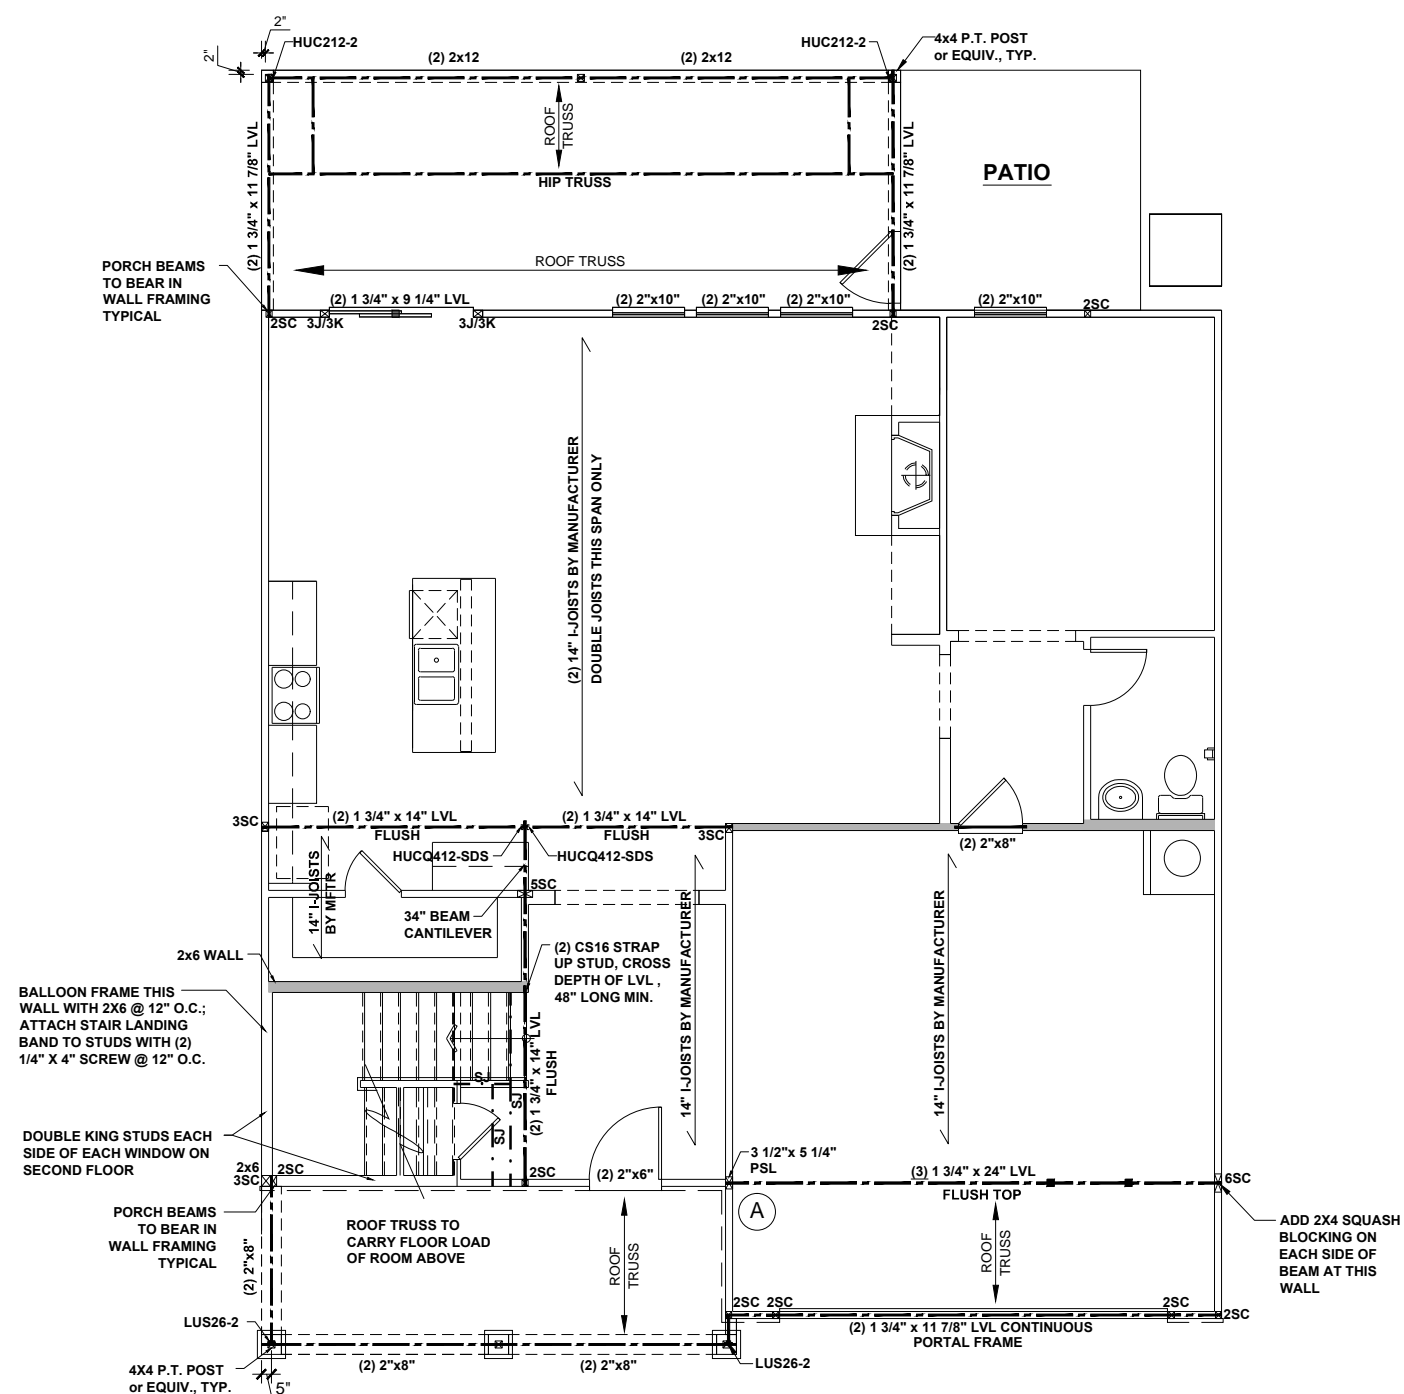 2"
2"
HUC212-2
(2) 2x12
(2) 2x12
HUC212-2
4x4 P.T. POST
or EQUIV., TYP.
(2) 1 3/4" x 11 7/8" LVL
ROOF
TRUSS
HIP TRUSS
(2) 1 3/4" x 11 7/8" LVL
PATIO
ROOF TRUSS
PORCH BEAMS
TO BEAR IN
WALL FRAMING
TYPICAL
2SC
3J/3K
(2) 1 3/4" x 9 1/4" LVL
3J/3K
(2) 2"x10"
(2) 2"x10"
(2) 2"x10"
2SC
(2) 2"x10"
2SC
(2) 14" I-JOISTS BY MANUFACTURER
DOUBLE JOISTS THIS SPAN ONLY
3SC
(2) 1 3/4" x 14" LVL
FLUSH
(2) 1 3/4" x 14" LVL
FLUSH
3SC
HUCQ412-SDS
HUCQ412-SDS
(2) 2"x8"
14" I-JOISTS
BY MFTR
5SC
34" BEAM
CANTILEVER
14" I-JOISTS BY MANUFACTURER
14" I-JOISTS BY MANUFACTURER
2x6 WALL
(2) CS16 STRAP
UP STUD, CROSS
DEPTH OF LVL ,
48" LONG MIN.
BALLOON FRAME THIS
WALL WITH 2X6 @ 12" O.C.;
ATTACH STAIR LANDING
BAND TO STUDS WITH (2)
1/4" X 4" SCREW @ 12" O.C.
(2) 1 3/4" x 14" LVL
FLUSH
SJ
SJ
SJ
DOUBLE KING STUDS EACH
SIDE OF EACH WINDOW ON
SECOND FLOOR
2x6
3SC
2SC
2SC
(2) 2"x6"
3 1/2"x 5 1/4"
PSL
(3) 1 3/4" x 24" LVL
FLUSH TOP
6SC
A
PORCH BEAMS
TO BEAR IN
WALL FRAMING
TYPICAL
(2) 2"x8"
ROOF TRUSS TO
CARRY FLOOR LOAD
OF ROOM ABOVE
ROOF
TRUSS
ROOF
TRUSS
ADD 2X4 SQUASH
BLOCKING ON
EACH SIDE OF
BEAM AT THIS
WALL
2SC
2SC
2SC
2SC
(2) 1 3/4" x 11 7/8" LVL CONTINUOUS
PORTAL FRAME
LUS26-2
(2) 2"x8"
(2) 2"x8"
LUS26-2
4X4 P.T. POST
or EQUIV., TYP.
5"